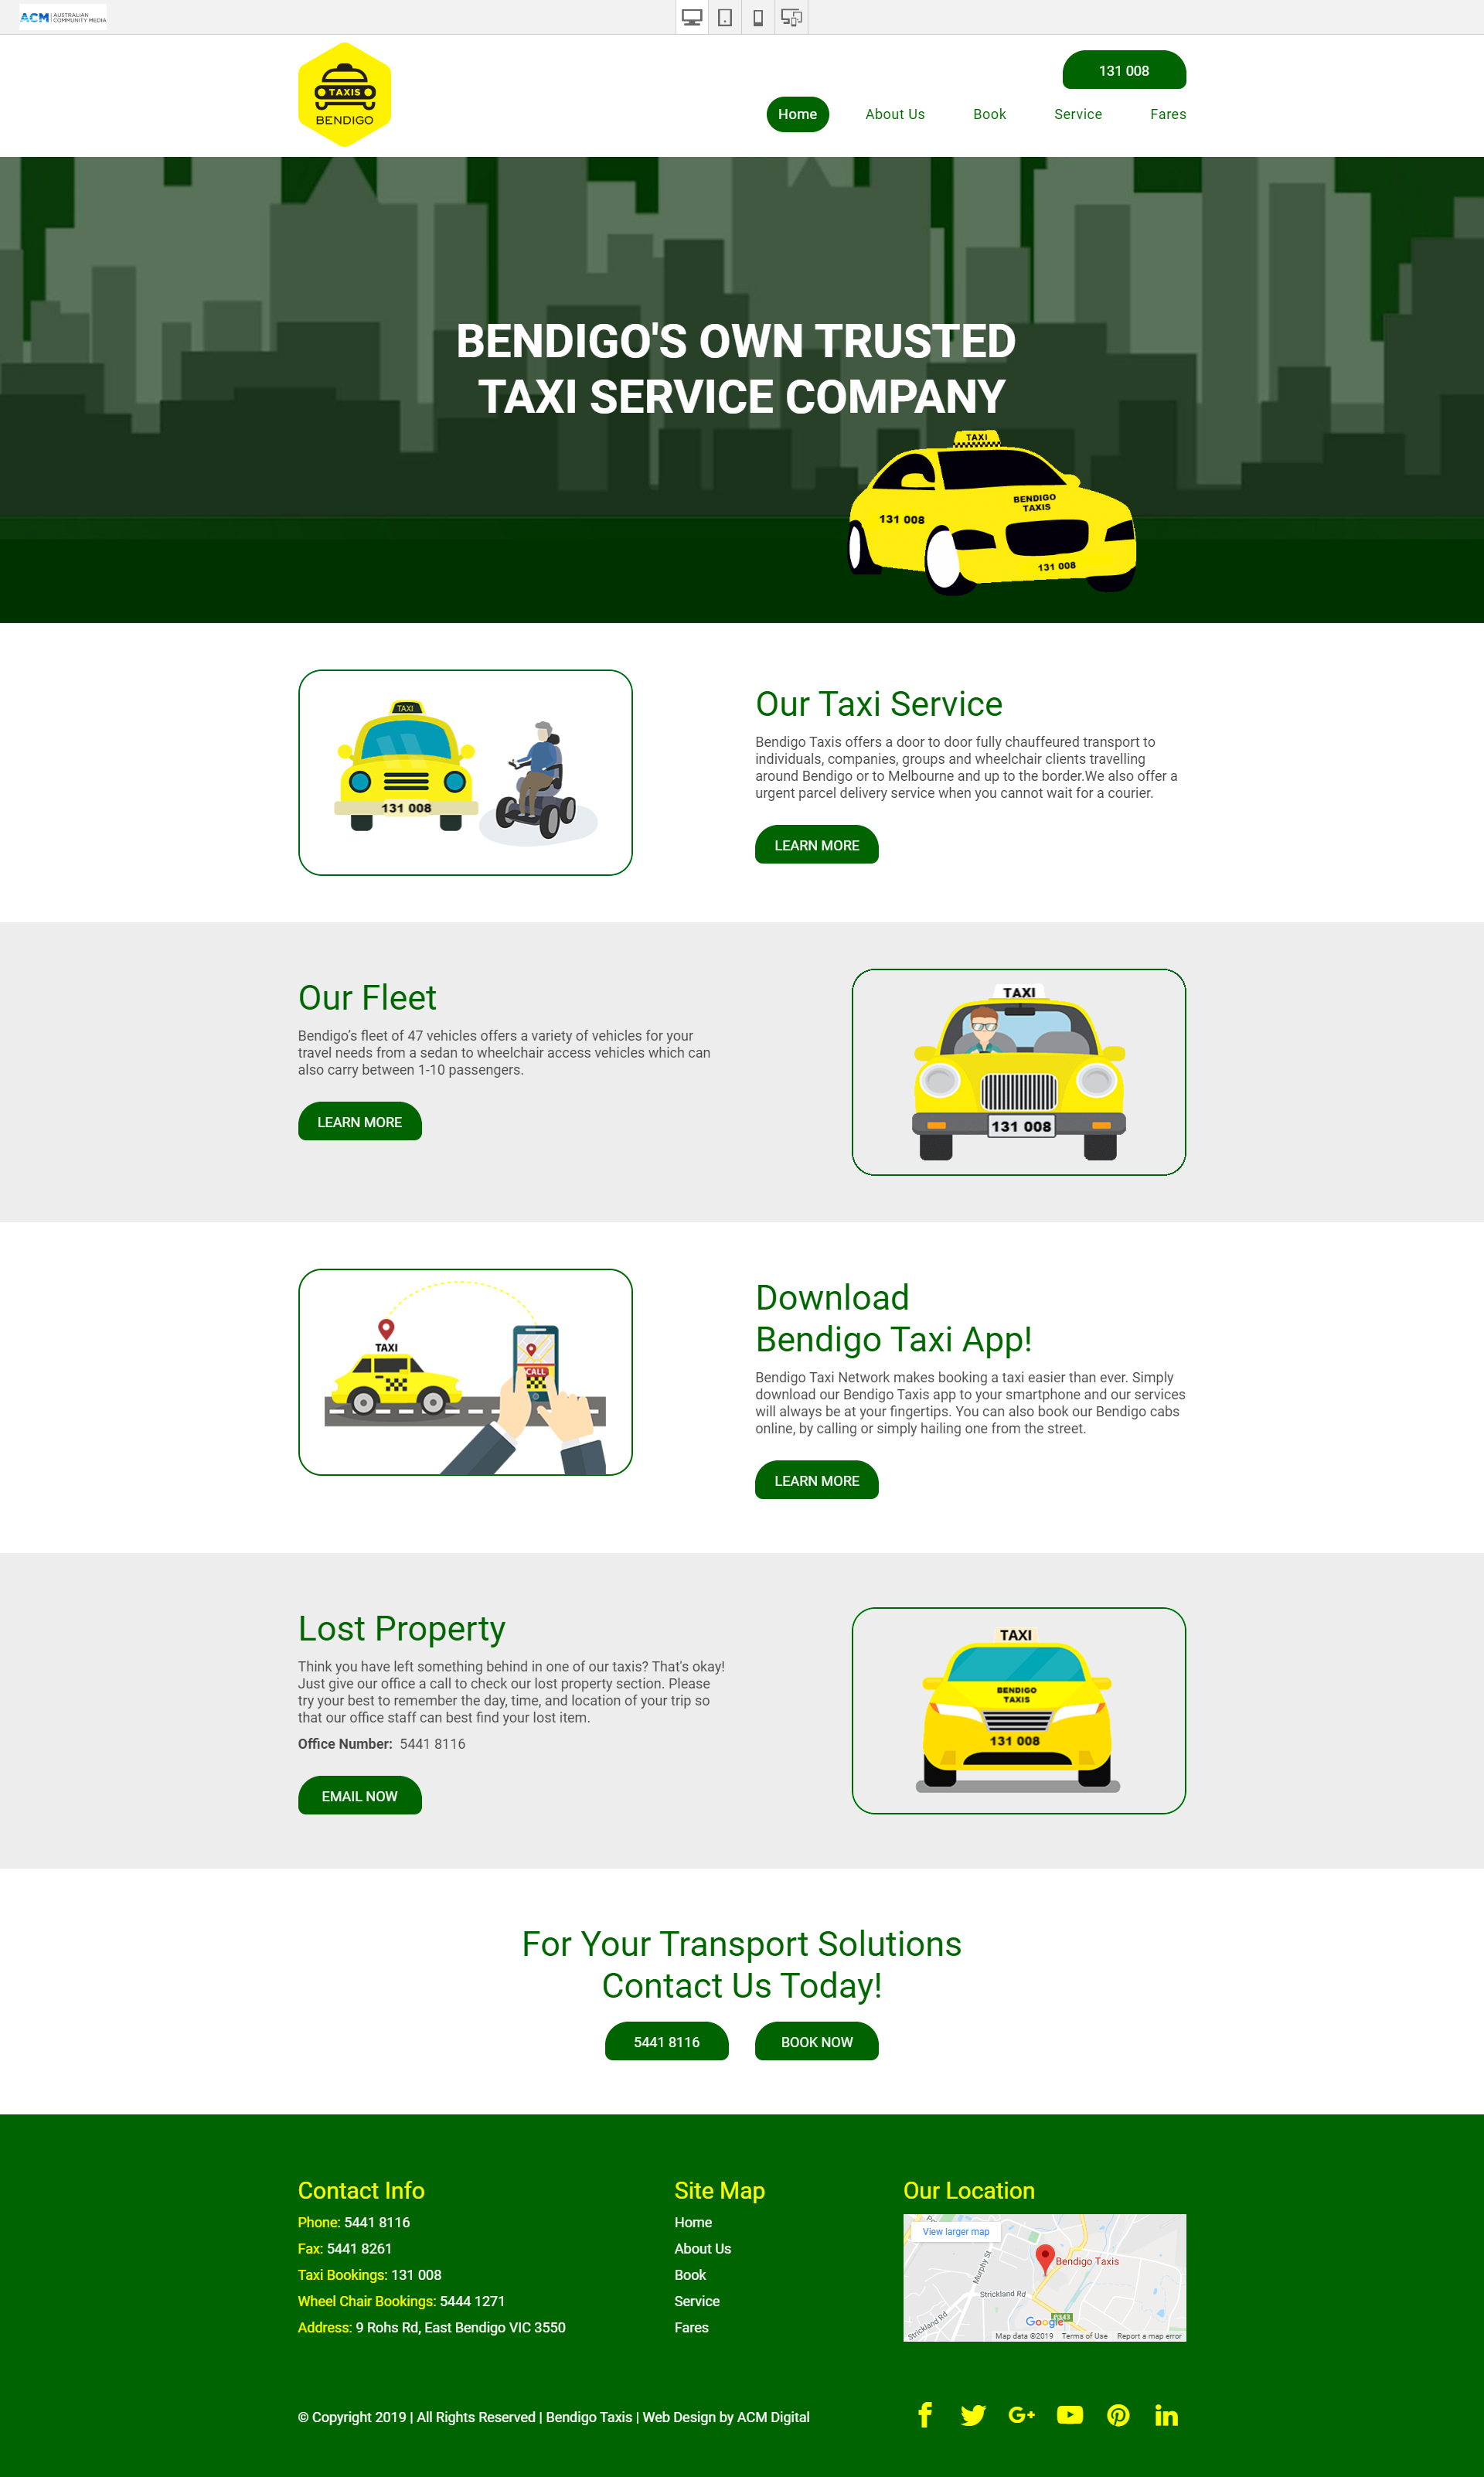 ACM AUSTRALIAN
COMMUNITY MEDIA
TAXIS
BENDIGO
131 008
Home About Us Book Service Fares
BENDIGO'S OWN TRUSTED
TAXI SERVICE COMPANY
TAXI
BENDIGO
TAXIS
131 008
131 008
TAXI
131 008
Our Taxi Service
Bendigo Taxis offers a door to door fully chauffeured transport to
individuals, companies, groups and wheelchair clients travelling
around Bendigo or to Melbourne and up to the border.We also offer a
urgent parcel delivery service when you cannot wait for a courier.
LEARN MORE
Our Fleet
Bendigo's fleet of 47 vehicles offers a variety of vehicles for your
travel needs from a sedan to wheelchair access vehicles which can
also carry between 1-10 passengers.
LEARN MORE
TAXI
131 008
TAXI
CALL
Download
Bendigo Taxi App!
Bendigo Taxi Network makes booking a taxi easier than ever. Simply
download our Bendigo Taxis app to your smartphone and our services
will always be at your fingertips. You can also book our Bendigo cabs
online, by calling or simply hailing one from the street.
LEARN MORE
Lost Property
Think you have left something behind in one of our taxis? That's okay!
Just give our office a call to check our lost property section. Please
try your best to remember the day, time, and location of your trip so
that our office staff can best find your lost item.
Office Number: 5441 8116
EMAIL NOW
TAXI
BENDIGO
TAXIS
131 008
For Your Transport Solutions
Contact Us Today!
5441 8116 BOOK NOW
Contact Info
Phone: 5441 8116
Fax: 5441 8261
Taxi Bookings: 131 008
Wheel Chair Bookings: 5444 1271
Address: 9 Rohs Rd, East Bendigo VIC 3550
Site Map
Home
About Us
Book
Service
Fares
Our Location
View larger map
Murphy St
Bendigo Taxis
Strickland Rd
Strickland Rd
Google
Map data ©2019 Terms of Use Report a map error
© Copyright 2019 | All Rights Reserved | Bendigo Taxis | Web Design by ACM Digital